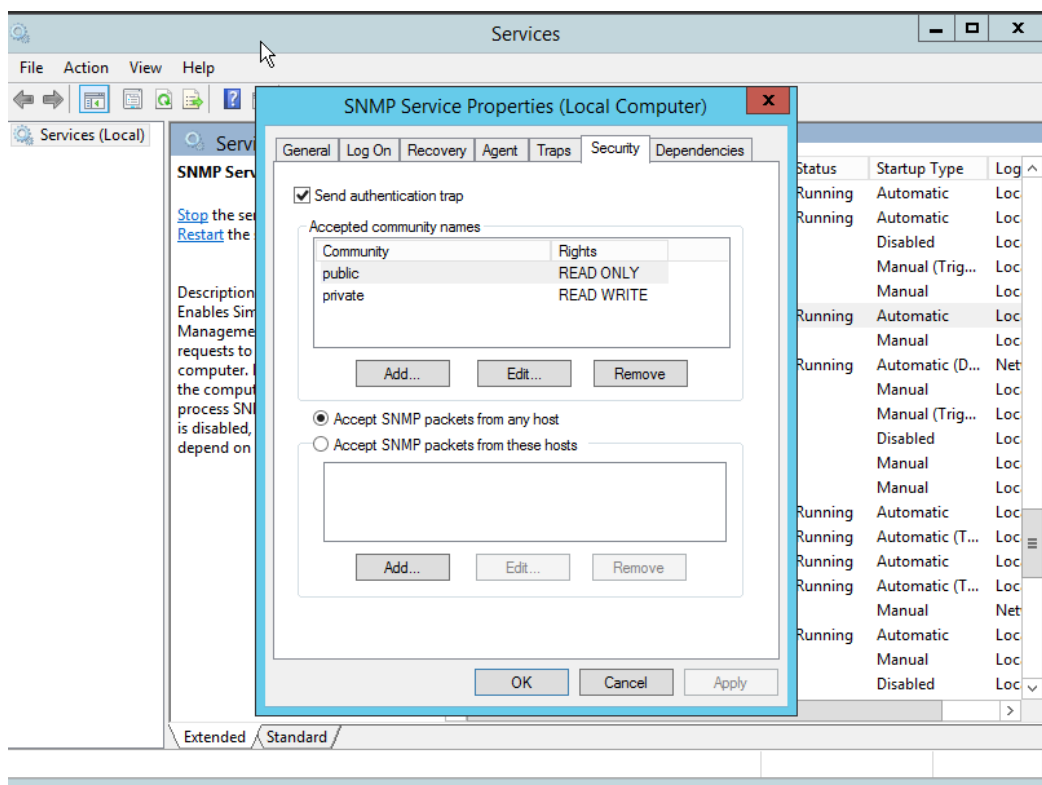 Services
File Action View Help
Services (Local)
SNMP Service Properties (Local Computer)
General Log On Recovery Agent Traps Security Dependencies
Send authentication trap
Accepted community names
Community Rights
public READ ONLY
private READ WRITE
Add... Edit... Remove
Accept SNMP packets from any host
Accept SNMP packets from these hosts
Add... Edit... Remove
OK Cancel Apply
Servi
SNMP Serv
Stop the ser
Restart the
Description
Enables Sim
Manageme
requests to
computer. I
the comput
process SNI
is disabled,
depend on
Status Startup Type Log
Running Automatic Loc
Running Automatic Loc
Disabled Loc
Manual (Trig... Loc
Manual Loc
Running Automatic Loc
Manual Loc
Running Automatic (D... Net
Manual Loc
Manual (Trig... Loc
Disabled Loc
Manual Loc
Manual Loc
Running Automatic Loc
Running Automatic (T... Loc
Running Automatic Loc
Running Automatic (T... Loc
Manual Net
Running Automatic Loc
Manual Loc
Disabled Loc
Extended Standard